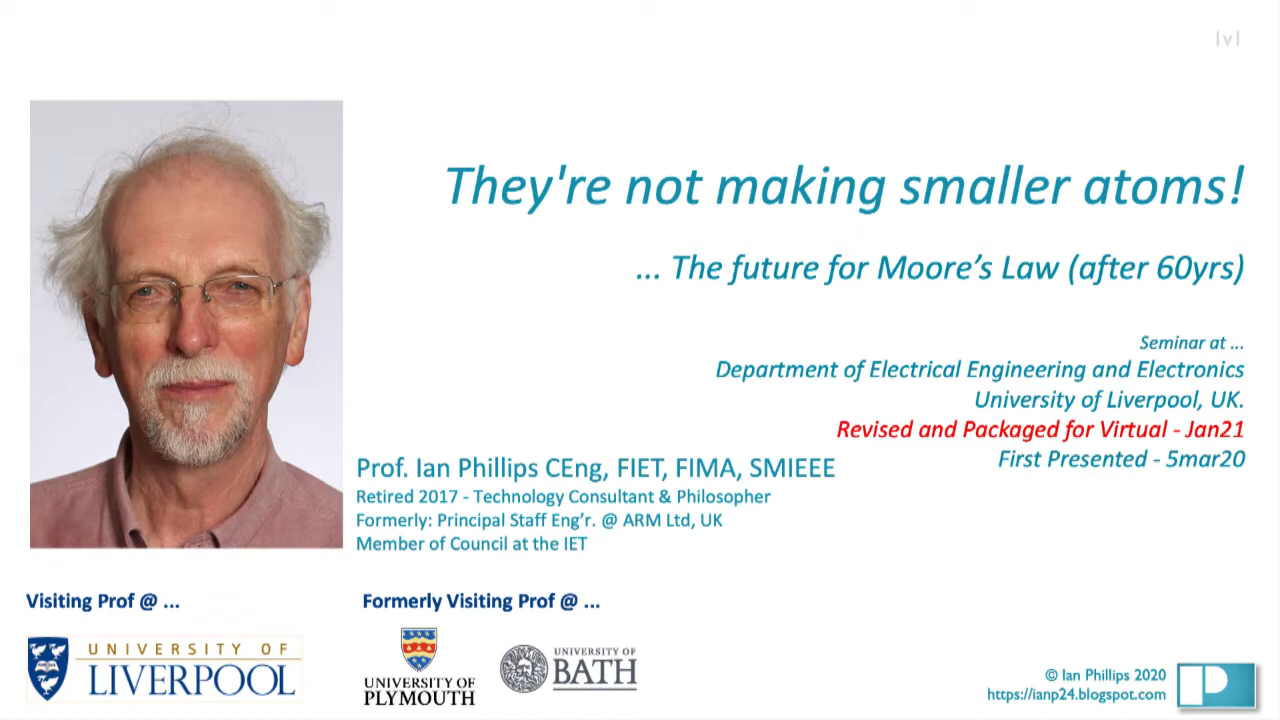 |v|
They're not making smaller atoms!
... The future for Moore's Law (after 60yrs)
Seminar at ...
Department of Electrical Engineering and Electronics
University of Liverpool, UK.
Revised and Packaged for Virtual - Jan21
First Presented - 5mar20
Prof. Ian Phillips CEng, FIET, FIMA, SMIEEE
Retired 2017 - Technology Consultant & Philosopher
Formerly: Principal Staff Eng'r. @ ARM Ltd, UK
Member of Council at the IET
Visiting Prof @ ...
Formerly Visiting Prof @ ...
UNIVERSITY OF
LIVERPOOL
UNIVERSITY OF
PLYMOUTH
UNIVERSITY OF
BATH
© Ian Phillips 2020
https://ianp24.blogspot.com
P